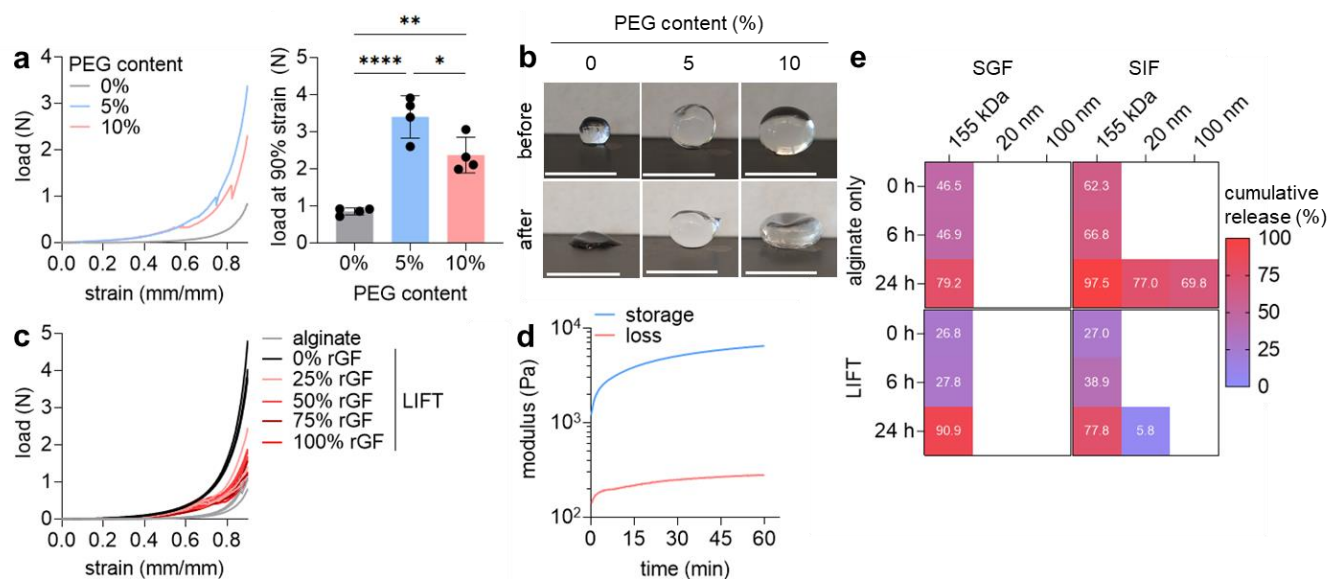 a
PEG content
0%
5%
10%
load (N)
4
3
2
1
0
0.0 0.2 0.4 0.6 0.8
strain (mm/mm)
load at 90% strain (N)
5
4
3
2
1
0
**
**** *
0% 5% 10%
PEG content
b
PEG content (%)
0 5 10
before
after
c
alginate
0% rGF
25% rGF
50% rGF
75% rGF
100% rGF
LIFT
load (N)
5
4
3
2
1
0
0.0 0.2 0.4 0.6 0.8
strain (mm/mm)
d
storage
loss
modulus (Pa)
10⁴
10³
10²
0 15 30 45 60
time (min)
e
SGF SIF
155 kDa 20 nm 100 nm 155 kDa 20 nm 100 nm
alginate only
0 h 46.5 62.3
6 h 46.9 66.8
24 h 79.2 97.5 77.0 69.8
LIFT
0 h 26.8 27.0
6 h 27.8 38.9
24 h 90.9 77.8 5.8
cumulative
release (%)
100
75
50
25
0